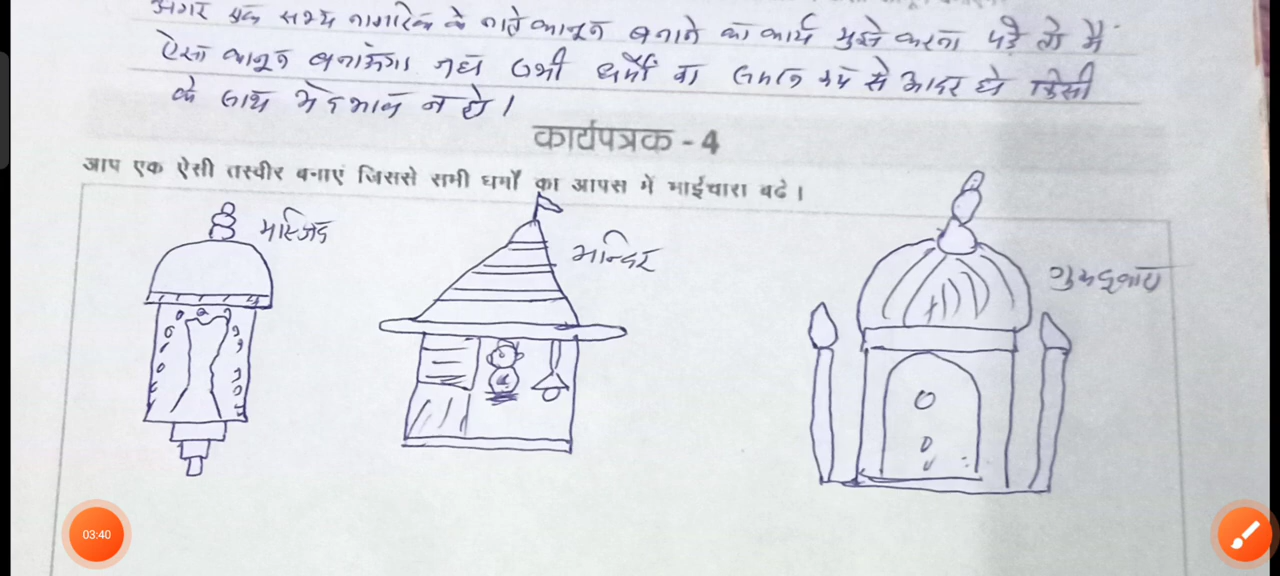 अगर एक सभ्य नागरिक के नाते कानून बनाने का कार्य मुझे करना पड़े तो मैं
ऐसा कानून बनाऊंगा जहाँ सभी धर्मों का समान रूप से आदर हो किसी
के साथ भेदभाव न हो।
कार्यपत्रक - 4
आप एक ऐसी तस्वीर बनाएं जिससे सभी धर्मों का आपस में भाईचारा बढे।
मस्जिद
मन्दिर
गुरूद्वारा
03:40